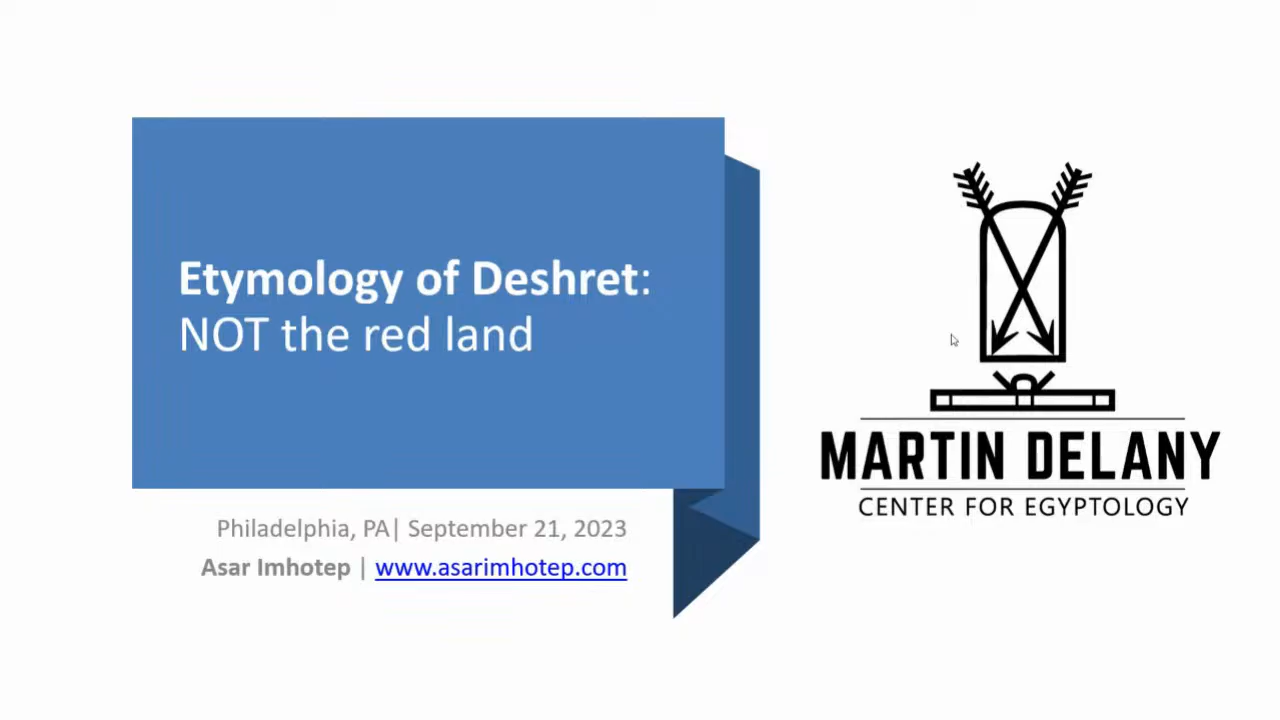 Etymology of Deshret:
NOT the red land
Philadelphia, PA| September 21, 2023
Asar Imhotep | www.asarimhotep.com
MARTIN DELANY
CENTER FOR EGYPTOLOGY